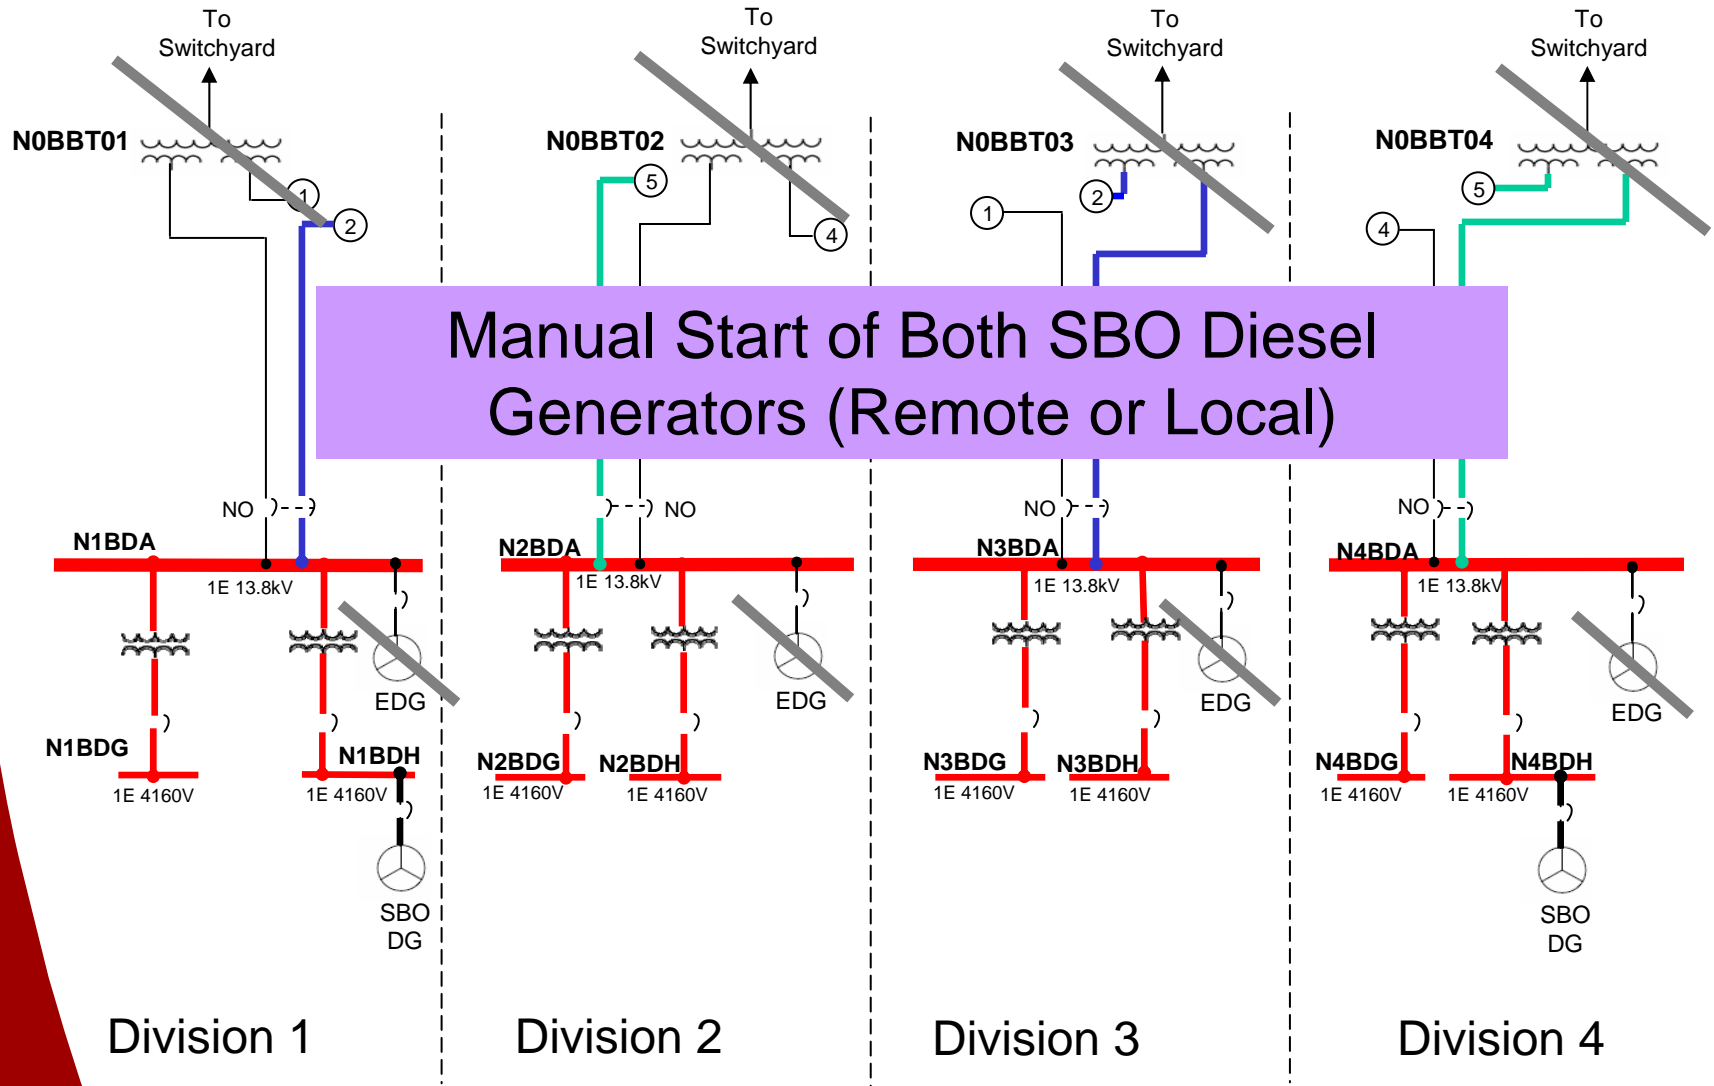 To
Switchyard
To
Switchyard
To
Switchyard
To
Switchyard
N0BBT01
N0BBT02
N0BBT03
N0BBT04
1
2
5
4
1
2
5
4
Manual Start of Both SBO Diesel
Generators (Remote or Local)
NO
NO
NO
NO
N1BDA
N2BDA
N3BDA
N4BDA
1E 13.8kV
1E 13.8kV
1E 13.8kV
1E 13.8kV
EDG
EDG
EDG
EDG
N1BDG
N1BDH
N2BDG
N2BDH
N3BDG
N3BDH
N4BDG
N4BDH
1E 4160V
1E 4160V
1E 4160V
1E 4160V
1E 4160V
1E 4160V
1E 4160V
1E 4160V
SBO
DG
SBO
DG
Division 1
Division 2
Division 3
Division 4